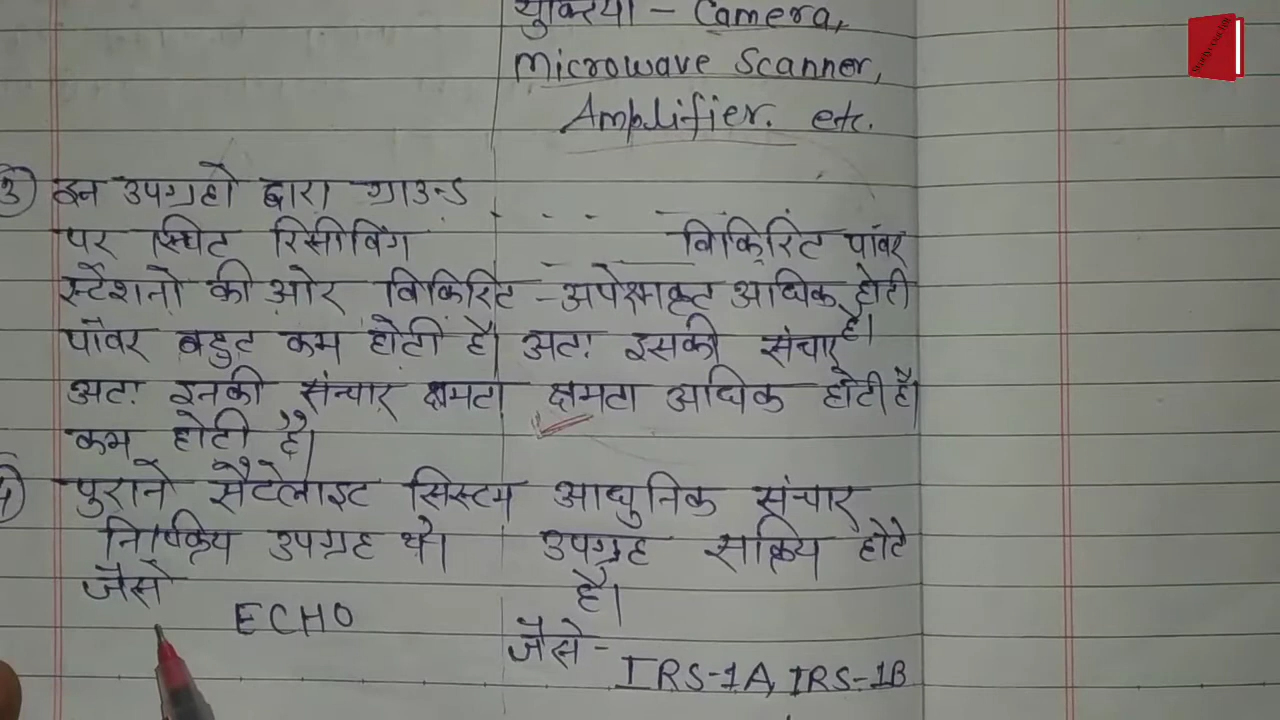 युक्तियां - Camera,
Microwave Scanner,
Amplifier. etc.
③ इन उपग्रहों द्वारा ग्राउन्ड
पर स्थित रिसीविंग
स्टेशनों की ओर विकिरित
पॉवर बहुत कम होती है।
अतः इनकी संचार क्षमता
कम होती है।
विकिरित पॉवर
अपेक्षाकृत अधिक होती
है।
अतः इसकी संचार
क्षमता अधिक होती है।
④ पुराने सैटेलाइट सिस्टम
निष्क्रिय उपग्रह थे।
जैसे
ECHO
आधुनिक संचार
उपग्रह सक्रिय होते
है।
जैसे -
IRS-1A, IRS-1B